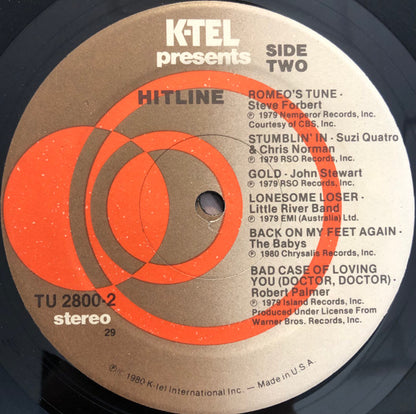 K-TEL
presents
SIDE
TWO
HITLINE
ROMEO'S TUNE -
Steve Forbert
℗ 1979 Nemperor Records, Inc.
Courtesy of CBS, Inc.
STUMBLIN' IN - Suzi Quatro
& Chris Norman
℗ 1979 RSO Records, Inc.
GOLD - John Stewart
℗ 1979 RSO Records, Inc.
LONESOME LOSER -
Little River Band
℗ 1979 EMI (Australia) Ltd.
BACK ON MY FEET AGAIN -
The Babys
℗ 1980 Chrysalis Records, Inc.
BAD CASE OF LOVING
YOU (DOCTOR, DOCTOR) -
Robert Palmer
℗ 1979 Island Records, Inc.
Produced Under License From
Warner Bros. Records, Inc.
TU 2800-2
stereo
29
℗ © 1980 K-tel International Inc. — Made in U.S.A.